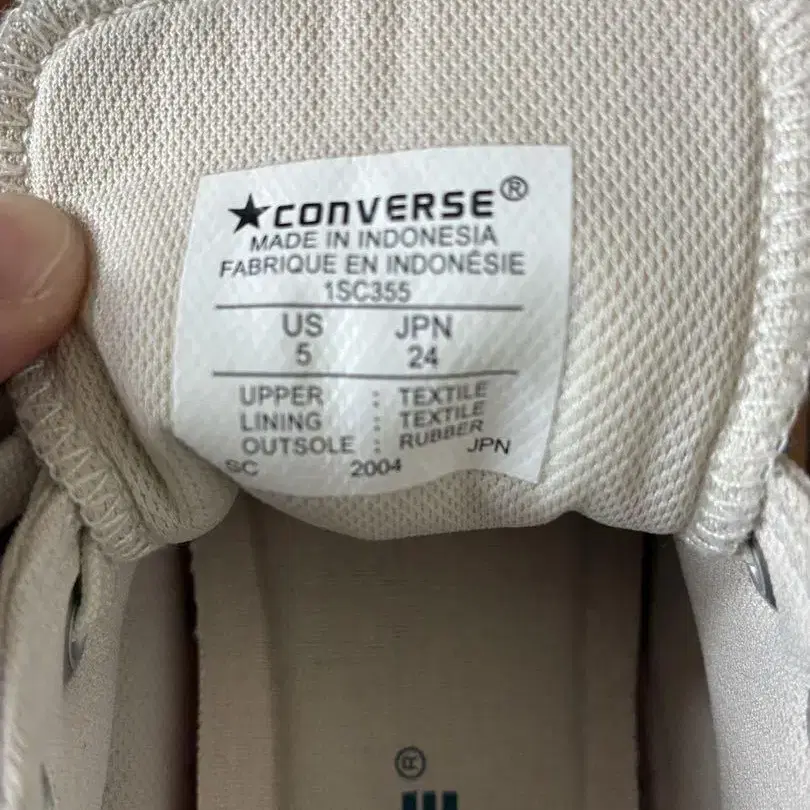 ★CONVERSE®
MADE IN INDONESIA
FABRIQUE EN INDONÉSIE
1SC355
US JPN
5 24
UPPER : TEXTILE
LINING : TEXTILE
OUTSOLE : RUBBER
SC 2004 JPN
®